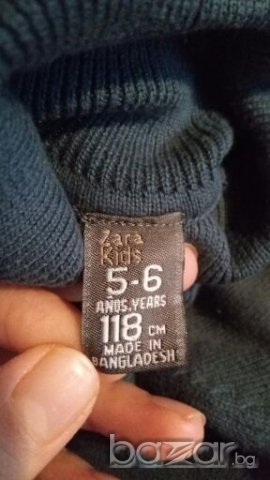 Zara
Kids
5-6
AÑOS.YEARS
118 CM
MADE IN
BANGLADESH
bazar.bg